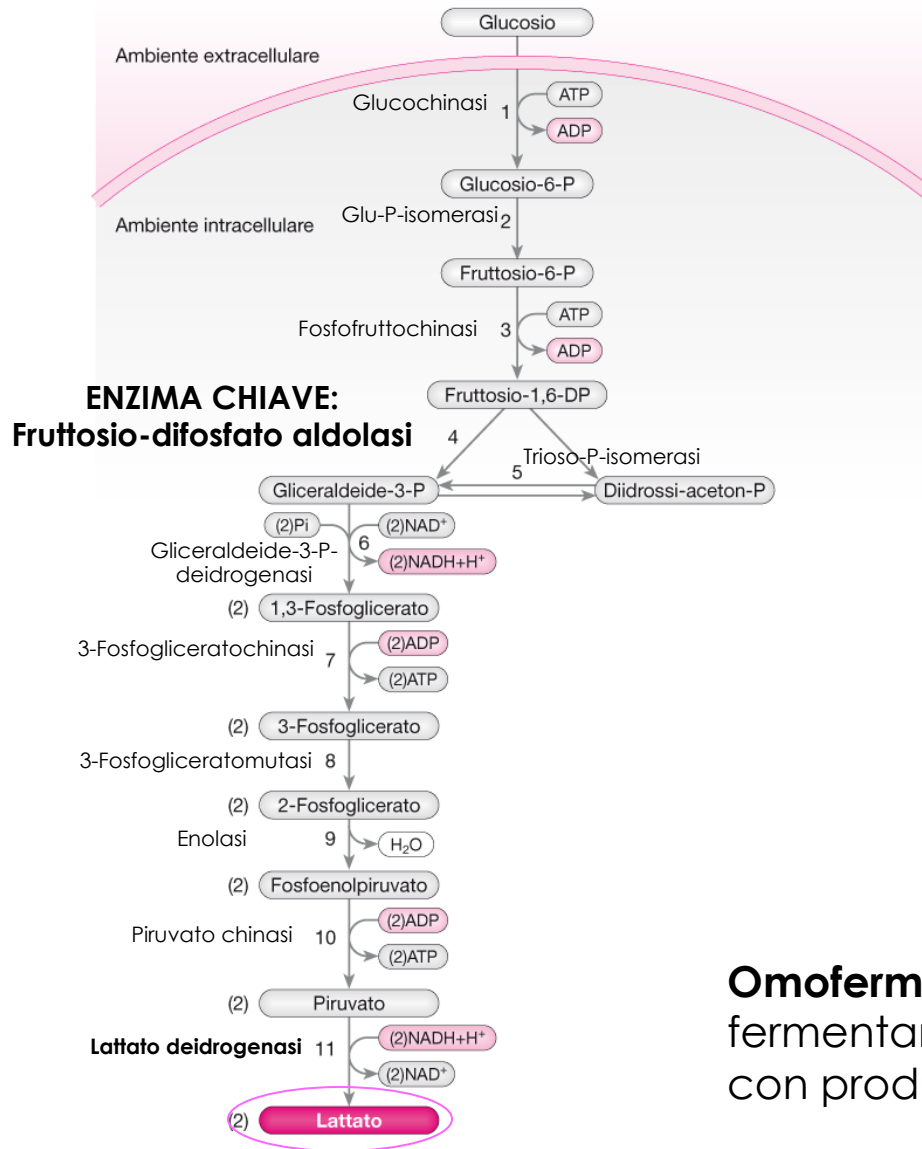 Glucosio
Ambiente extracellulare
Glucochinasi
1
ATP
ADP
Glucosio-6-P
Ambiente intracellulare
Glu-P-isomerasi
2
Fruttosio-6-P
Fosfofruttochinasi
3
ATP
ADP
ENZIMA CHIAVE:
Fruttosio-difosfato aldolasi
Fruttosio-1,6-DP
4
Trioso-P-isomerasi
5
Gliceraldeide-3-P
Diidrossi-aceton-P
(2)Pi
(2)NAD⁺
6
(2)NADH+H⁺
Gliceraldeide-3-P-
deidrogenasi
(2) 1,3-Fosfoglicerato
3-Fosfogliceratochinasi
7
(2)ADP
(2)ATP
(2) 3-Fosfoglicerato
3-Fosfogliceratomutasi 8
(2) 2-Fosfoglicerato
Enolasi
9
H₂O
(2) Fosfoenolpiruvato
Piruvato chinasi
10
(2)ADP
(2)ATP
(2) Piruvato
Lattato deidrogenasi
11
(2)NADH+H⁺
(2)NAD⁺
(2) Lattato